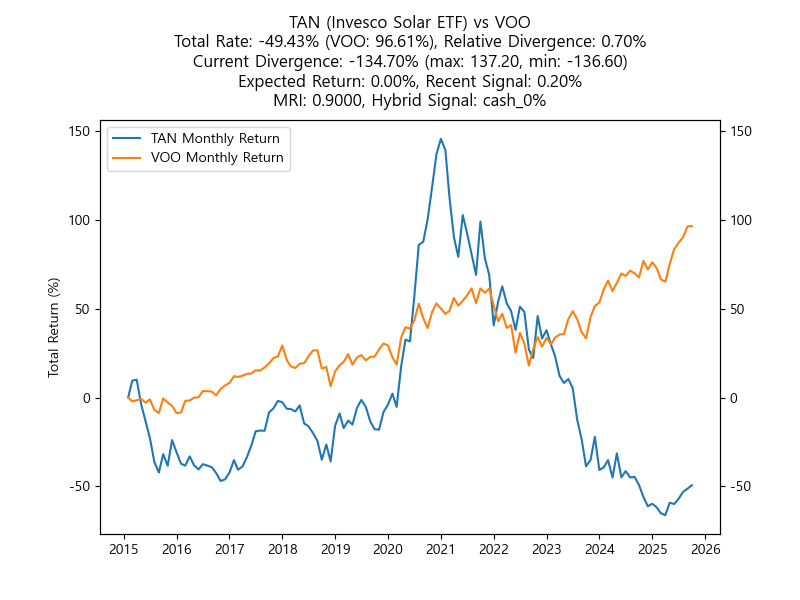 TAN (Invesco Solar ETF) vs VOO
Total Rate: -49.43% (VOO: 96.61%), Relative Divergence: 0.70%
Current Divergence: -134.70% (max: 137.20, min: -136.60)
Expected Return: 0.00%, Recent Signal: 0.20%
MRI: 0.9000, Hybrid Signal: cash_0%
TAN Monthly Return
VOO Monthly Return
Total Return (%)
150
100
50
0
-50
150
100
50
0
-50
2015 2016 2017 2018 2019 2020 2021 2022 2023 2024 2025 2026